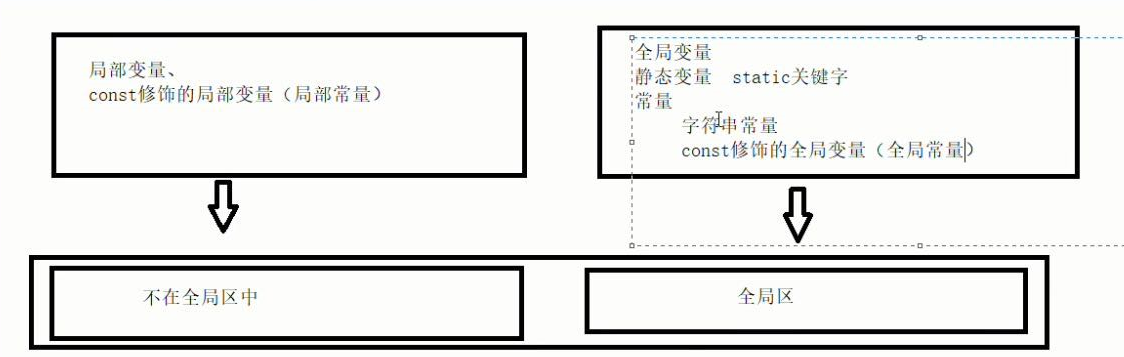 局部变量、
const修饰的局部变量（局部常量）
全局变量
静态变量 static关键字
常量
字符串常量
const修饰的全局变量（全局常量）
不在全局区中
全局区